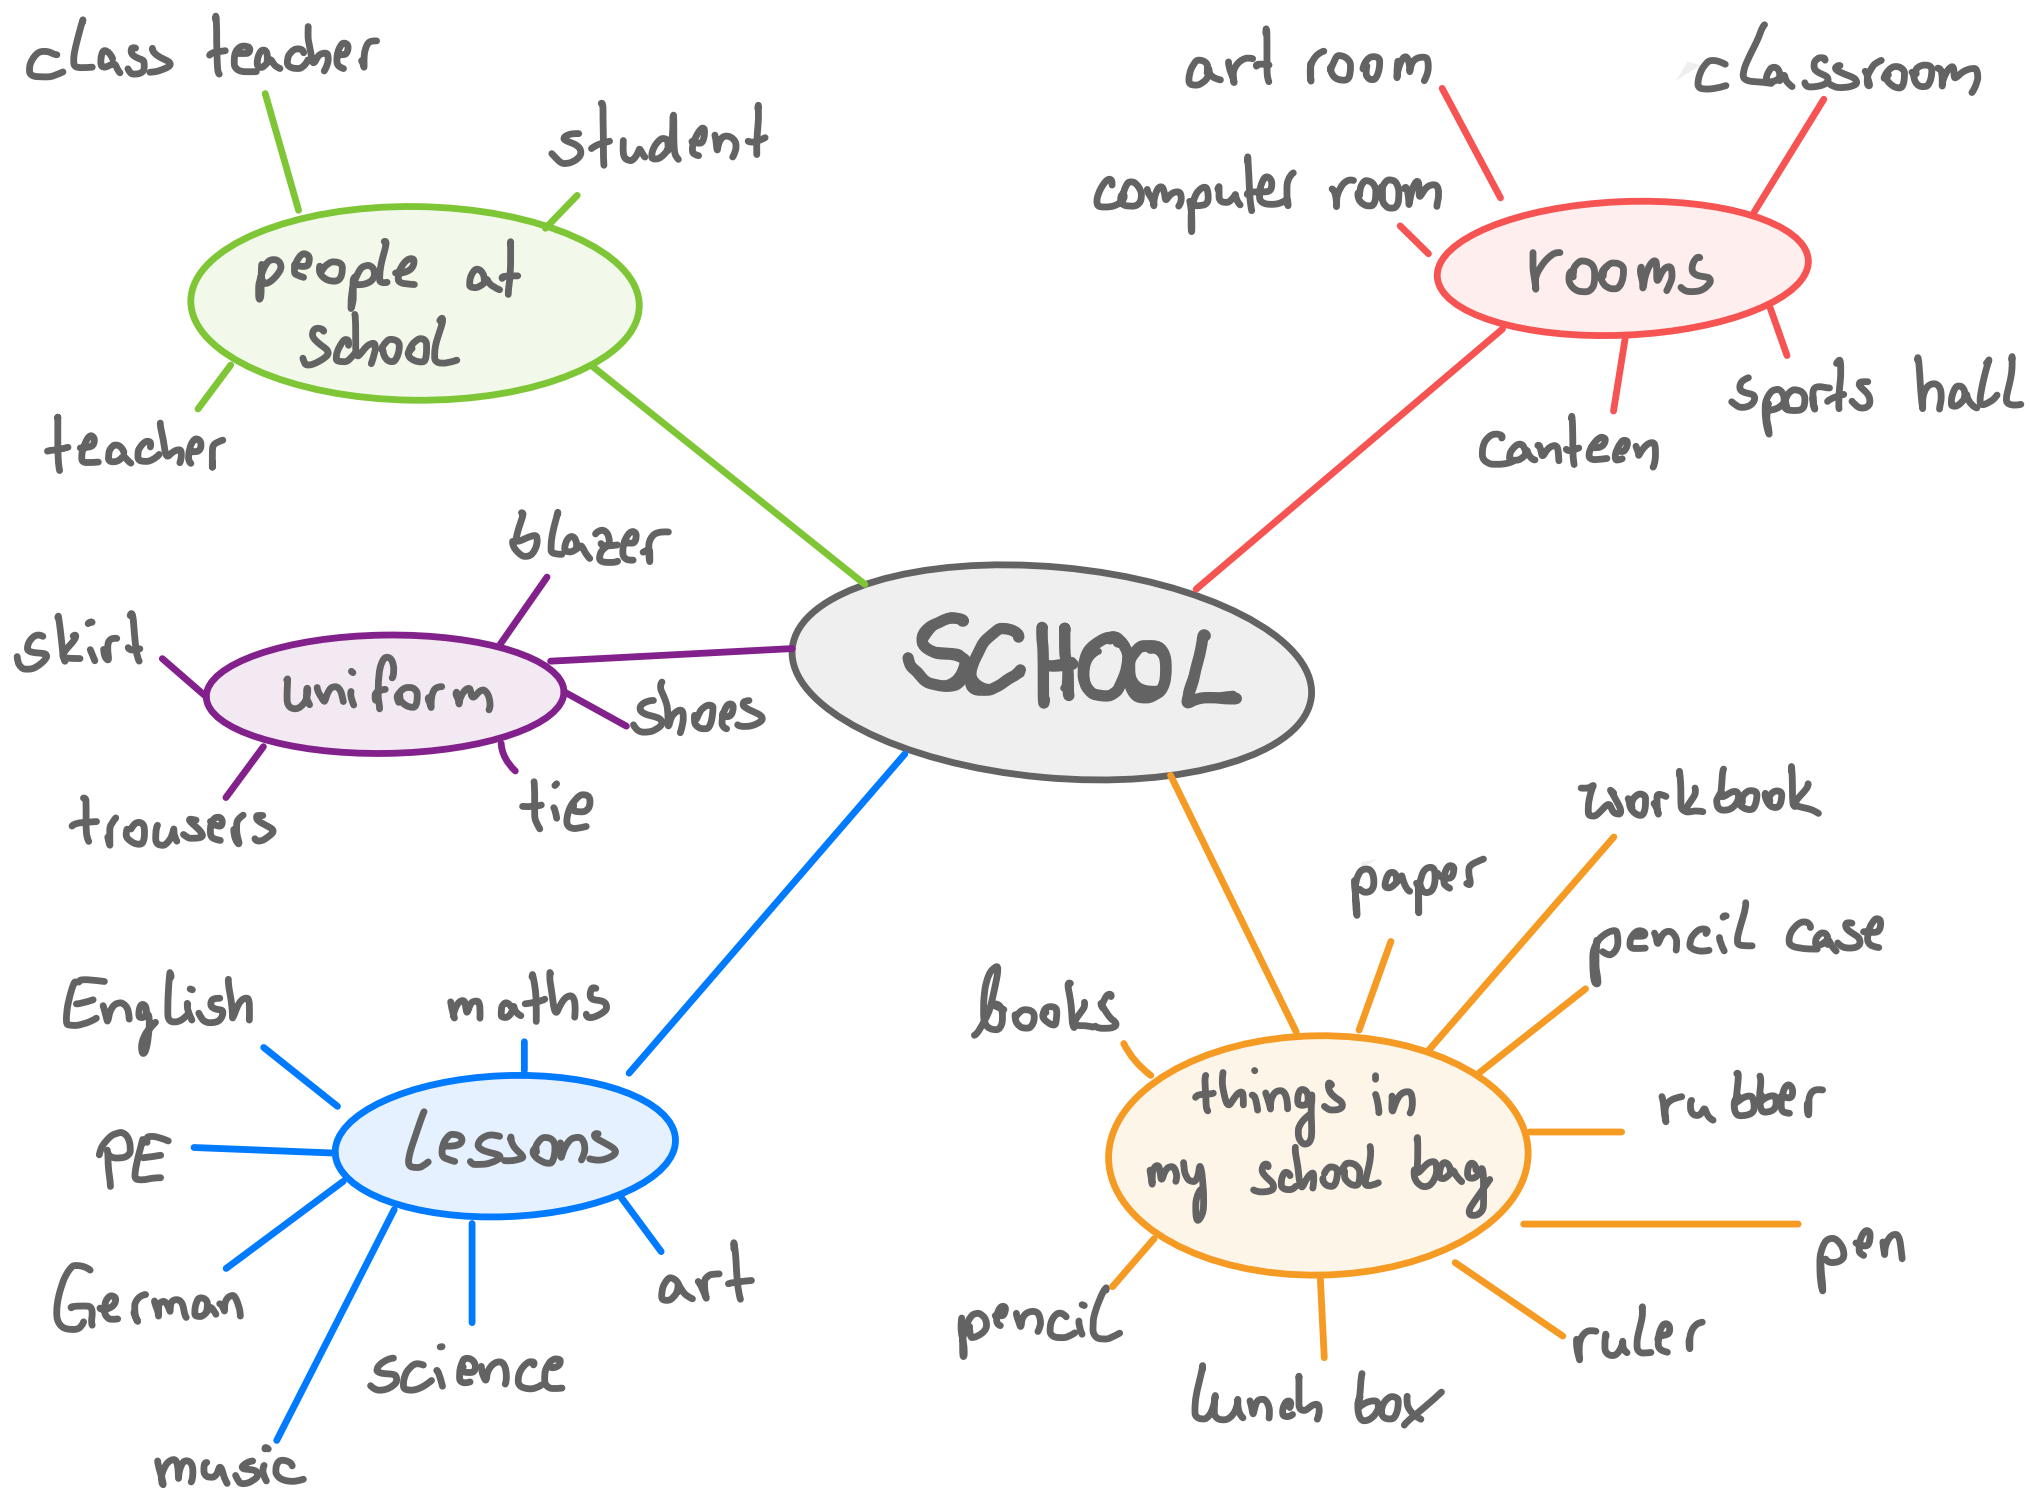 class teacher
student
people at
school
teacher
art room
classroom
computer room
rooms
sports hall
canteen
blazer
skirt
uniform
shoes
trousers
tie
SCHOOL
workbook
paper
pencil case
books
things in
my school bag
rubber
pen
pencil
ruler
lunch box
English
maths
PE
lessons
German
art
science
music